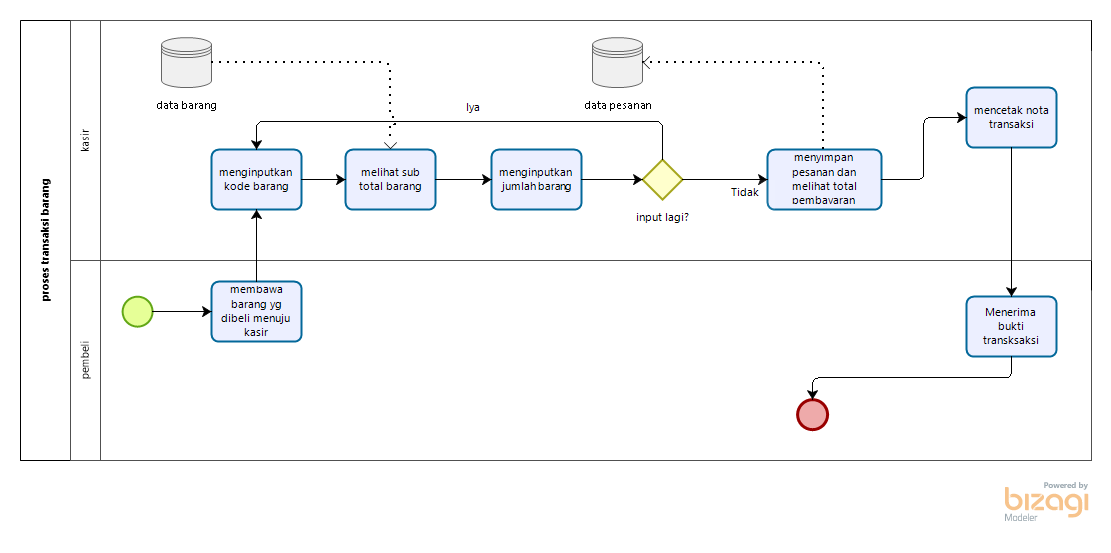 proses transaksi barang
kasir
data barang
data pesanan
Iya
menginputkan
kode barang
melihat sub
total barang
menginputkan
jumlah barang
input lagi?
Tidak
menyimpan
pesanan dan
melihat total
pembayaran
mencetak nota
transaksi
pembeli
membawa
barang yg
dibeli menuju
kasir
Menerima
bukti
transksaksi
Powered by
bizagi
Modeler